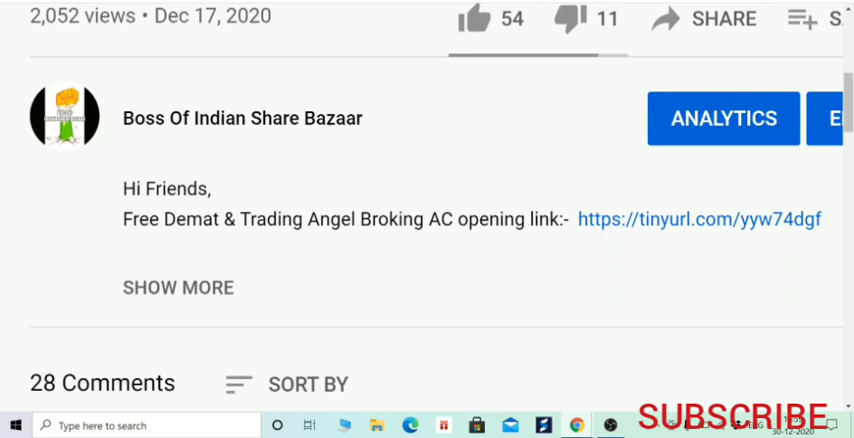 2,052 views • Dec 17, 2020
54
11
SHARE
Boss Of Indian Share Bazaar
ANALYTICS
Hi Friends,
Free Demat & Trading Angel Broking AC opening link:- https://tinyurl.com/yyw74dgf
SHOW MORE
28 Comments
SORT BY
Type here to search
SUBSCRIBE
ENG
30-12-2020